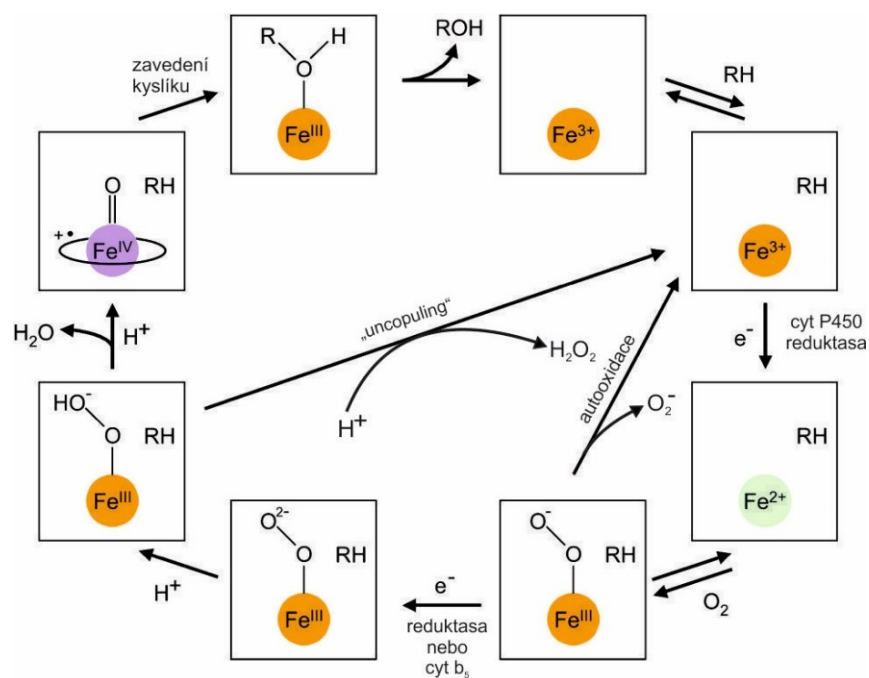 R H
O
Fe^III
zavedení
kyslíku
ROH
Fe³⁺
RH
RH
Fe³⁺
O RH
+•
Fe^IV
H₂O
H⁺
„uncopuling“
H⁺
H₂O₂
autooxidace
O₂⁻
e⁻
cyt P450
reduktasa
HO⁻
O RH
Fe^III
RH
Fe²⁺
H⁺
O²⁻
O RH
Fe^III
e⁻
reduktasa
nebo
cyt b₅
O⁻
O RH
Fe^III
O₂